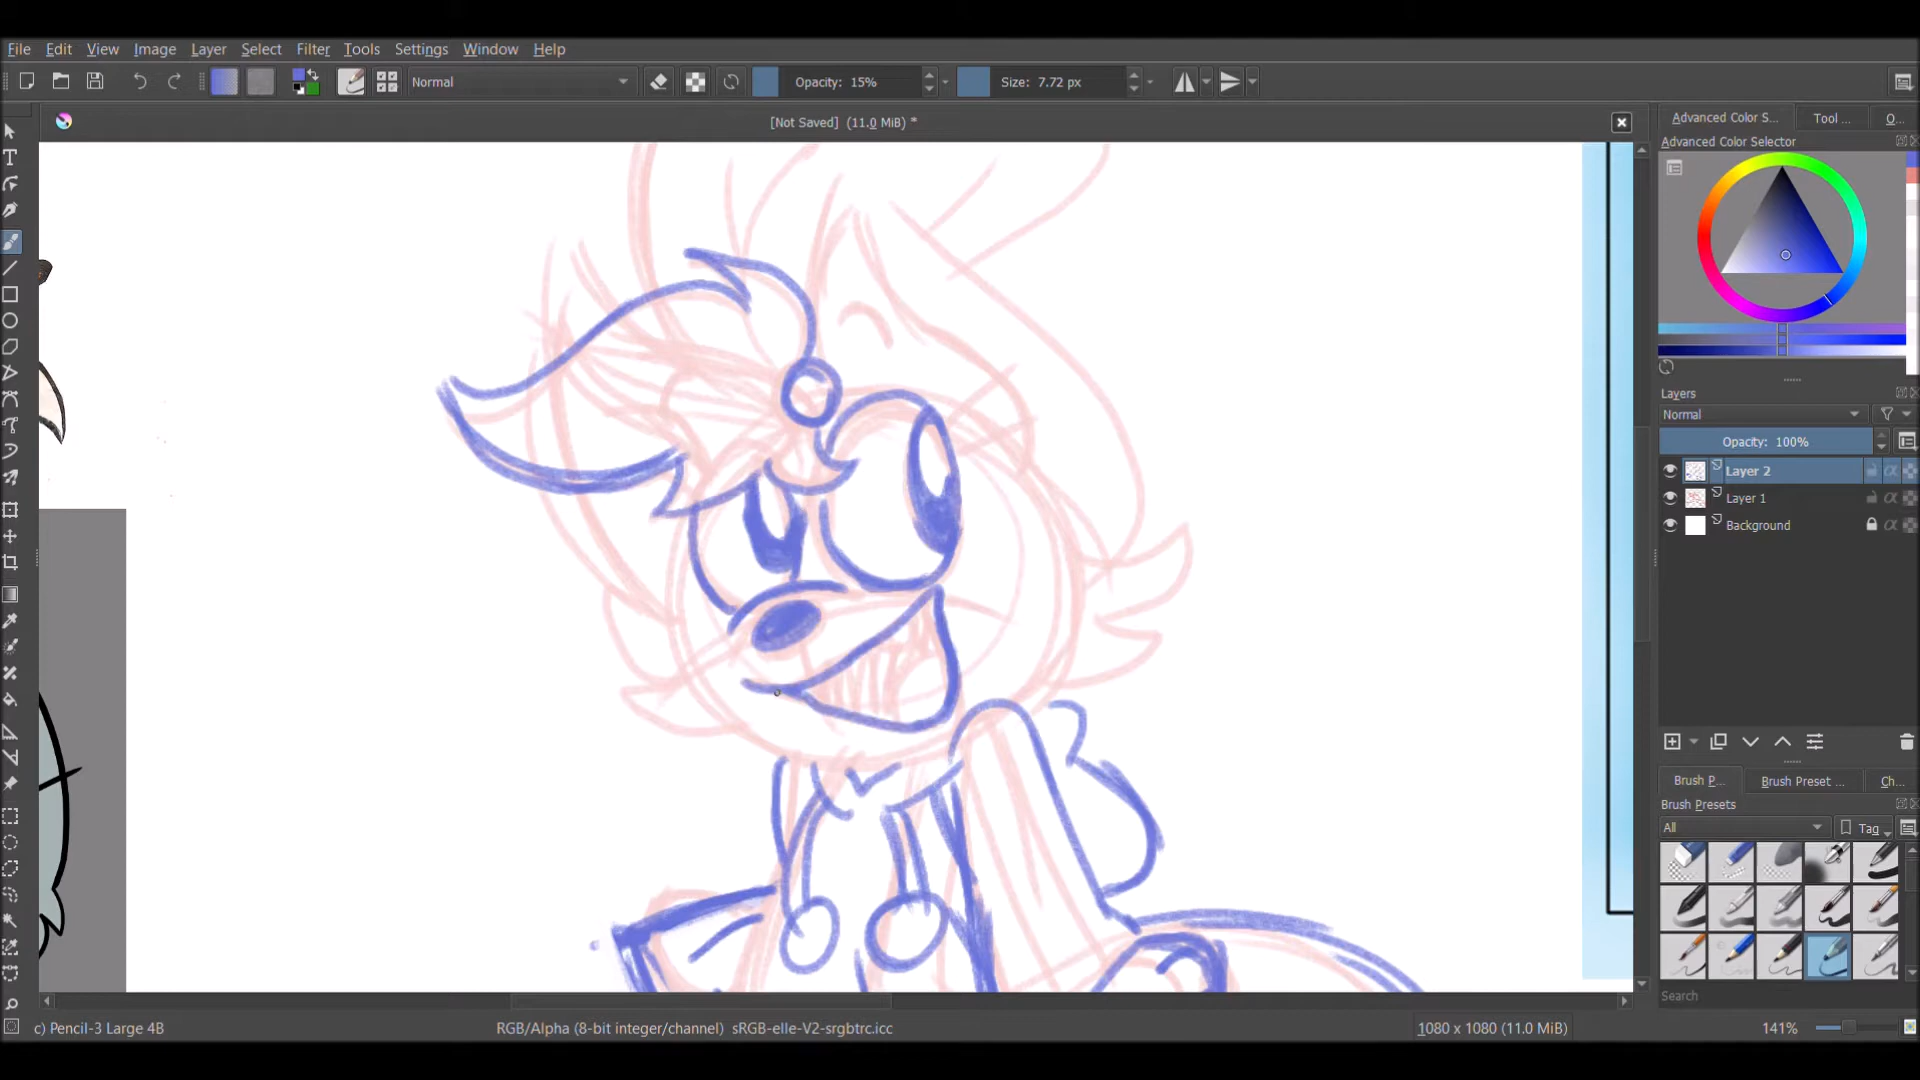 File Edit View Image Layer Select Filter Tools Settings Window Help
Normal Opacity: 15% Size: 7.72 px
[Not Saved] (11.0 MiB) *
Advanced Color S... Tool ... O...
Advanced Color Selector
Layers
Normal
Opacity: 100%
Layer 2
Layer 1
Background
Brush P... Brush Preset ... Ch...
Brush Presets
All Tag
Search
c) Pencil-3 Large 4B RGB/Alpha (8-bit integer/channel) sRGB-elle-V2-srgbtrc.icc 1080 x 1080 (11.0 MiB) 141%